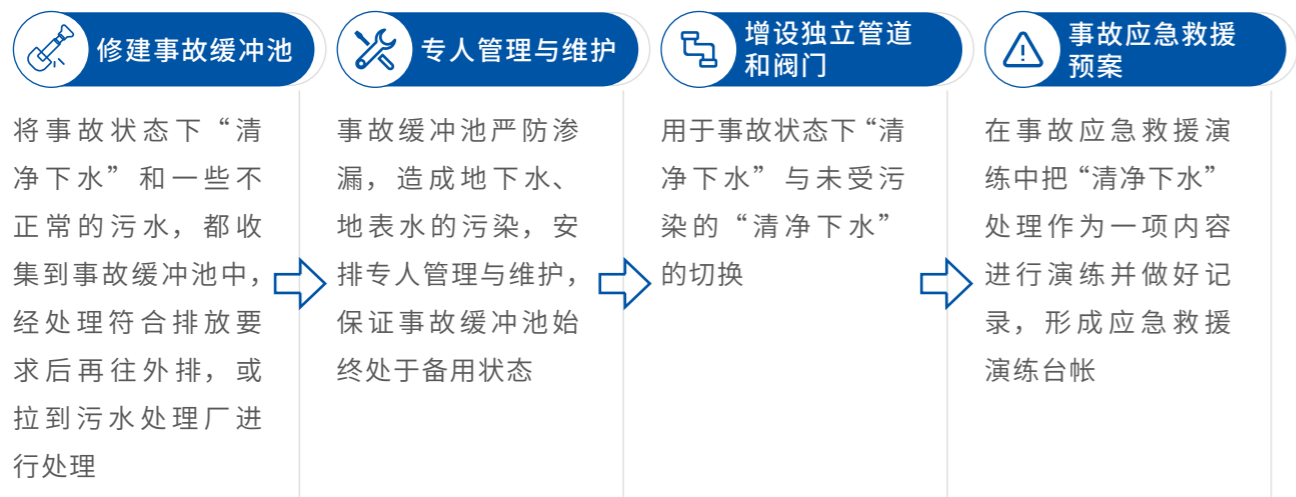 修建事故缓冲池
将事故状态下“清
净下水”和一些不
正常的污水，都收
集到事故缓冲池中，
经处理符合排放要
求后再往外排，或
拉到污水处理厂进
行处理
专人管理与维护
事故缓冲池严防渗
漏，造成地下水、
地表水的污染，安
排专人管理与维护，
保证事故缓冲池始
终处于备用状态
增设独立管道
和阀门
用于事故状态下“清
净下水”与未受污
染的“清净下水”
的切换
事故应急救援
预案
在事故应急救援演
练中把“清净下水”
处理作为一项内容
进行演练并做好记
录，形成应急救援
演练台帐